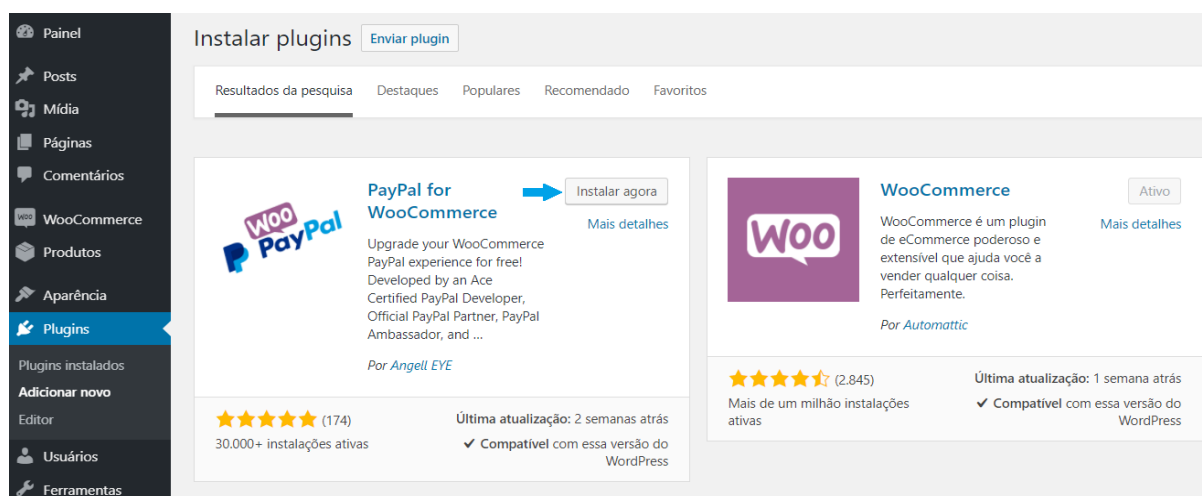 Painel
Posts
Mídia
Páginas
Comentários
WOO
WooCommerce
Produtos
Aparência
Plugins
Plugins instalados
Adicionar novo
Editor
Usuários
Ferramentas
Instalar plugins
Enviar plugin
Resultados da pesquisa
Destaques
Populares
Recomendado
Favoritos
WOO
PayPal
PayPal for
WooCommerce
Instalar agora
Mais detalhes
Upgrade your WooCommerce
PayPal experience for free!
Developed by an Ace
Certified PayPal Developer,
Official PayPal Partner, PayPal
Ambassador, and ...
Por Angell EYE
(174)
30.000+ instalações ativas
Última atualização: 2 semanas atrás
✔ Compatível com essa versão do
WordPress
WOO
WooCommerce
Ativo
Mais detalhes
WooCommerce é um plugin
de eCommerce poderoso e
extensível que ajuda você a
vender qualquer coisa.
Perfeitamente.
Por Automattic
(2.845)
Mais de um milhão instalações
ativas
Última atualização: 1 semana atrás
✔ Compatível com essa versão do
WordPress